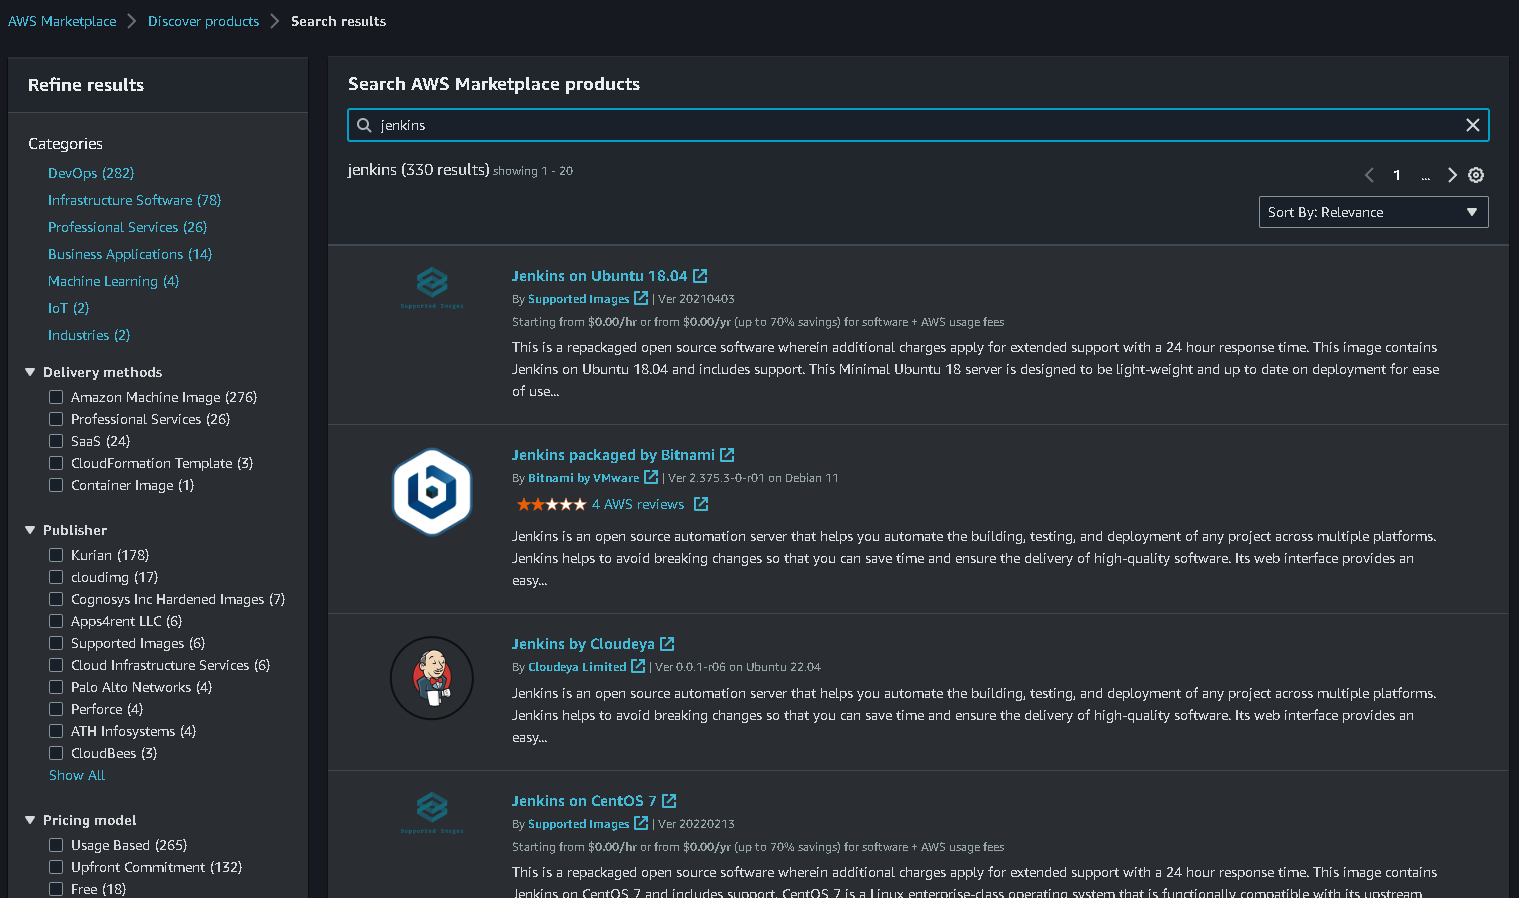 AWS Marketplace > Discover products > Search results
Refine results
Categories
DevOps (282)
Infrastructure Software (78)
Professional Services (26)
Business Applications (14)
Machine Learning (4)
IoT (2)
Industries (2)
Delivery methods
Amazon Machine Image (276)
Professional Services (26)
SaaS (24)
CloudFormation Template (3)
Container Image (1)
Publisher
Kurian (178)
cloudimg (17)
Cognosys Inc Hardened Images (7)
Apps4rent LLC (6)
Supported Images (6)
Cloud Infrastructure Services (6)
Palo Alto Networks (4)
Perforce (4)
ATH Infosystems (4)
CloudBees (3)
Show All
Pricing model
Usage Based (265)
Upfront Commitment (132)
Free (18)
Search AWS Marketplace products
jenkins
jenkins (330 results) showing 1 - 20
1 ...
Sort By: Relevance
Supported Images
Jenkins on Ubuntu 18.04
By Supported Images | Ver 20210403
Starting from $0.00/hr or from $0.00/yr (up to 70% savings) for software + AWS usage fees
This is a repackaged open source software wherein additional charges apply for extended support with a 24 hour response time. This image contains
Jenkins on Ubuntu 18.04 and includes support. This Minimal Ubuntu 18 server is designed to be light-weight and up to date on deployment for ease
of use...
b
Jenkins packaged by Bitnami
By Bitnami by VMware | Ver 2.375.3-0-r01 on Debian 11
4 AWS reviews
Jenkins is an open source automation server that helps you automate the building, testing, and deployment of any project across multiple platforms.
Jenkins helps to avoid breaking changes so that you can save time and ensure the delivery of high-quality software. Its web interface provides an
easy...
Jenkins by Cloudeya
By Cloudeya Limited | Ver 0.0.1-r06 on Ubuntu 22.04
Jenkins is an open source automation server that helps you automate the building, testing, and deployment of any project across multiple platforms.
Jenkins helps to avoid breaking changes so that you can save time and ensure the delivery of high-quality software. Its web interface provides an
easy...
Supported Images
Jenkins on CentOS 7
By Supported Images | Ver 20220213
Starting from $0.00/hr or from $0.00/yr (up to 70% savings) for software + AWS usage fees
This is a repackaged open source software wherein additional charges apply for extended support with a 24 hour response time. This image contains
Jenkins on CentOS 7 and includes support. CentOS 7 is a Linux enterprise-class operating system that is functionally compatible with its upstream